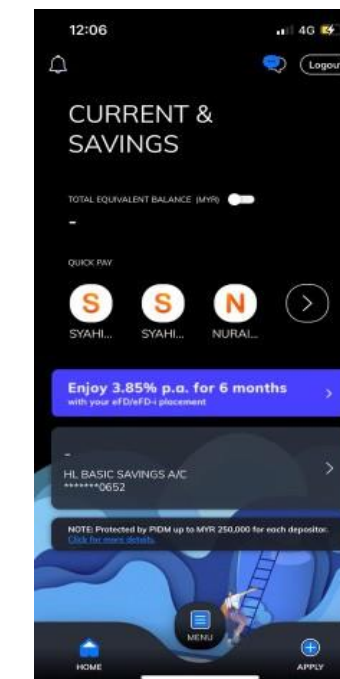 12:06
4G
Logout
CURRENT &
SAVINGS
TOTAL EQUIVALENT BALANCE (MYR)
-
QUICK PAY
S
S
N
SYAHI...
SYAHI...
NURAI...
Enjoy 3.85% p.a. for 6 months
with your eFD/eFD-i placement
-
HL BASIC SAVINGS A/C
*******0652
NOTE: Protected by PIDM up to MYR 250,000 for each depositor.
Click for more details.
MENU
HOME
APPLY